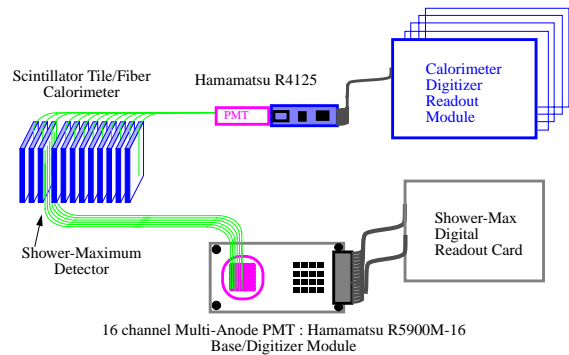 Scintillator Tile/Fiber
Calorimeter
Hamamatsu R4125
PMT
Calorimeter
Digitizer
Readout
Module
Shower-Maximum
Detector
Shower-Max
Digital
Readout Card
16 channel Multi-Anode PMT : Hamamatsu R5900M-16
Base/Digitizer Module